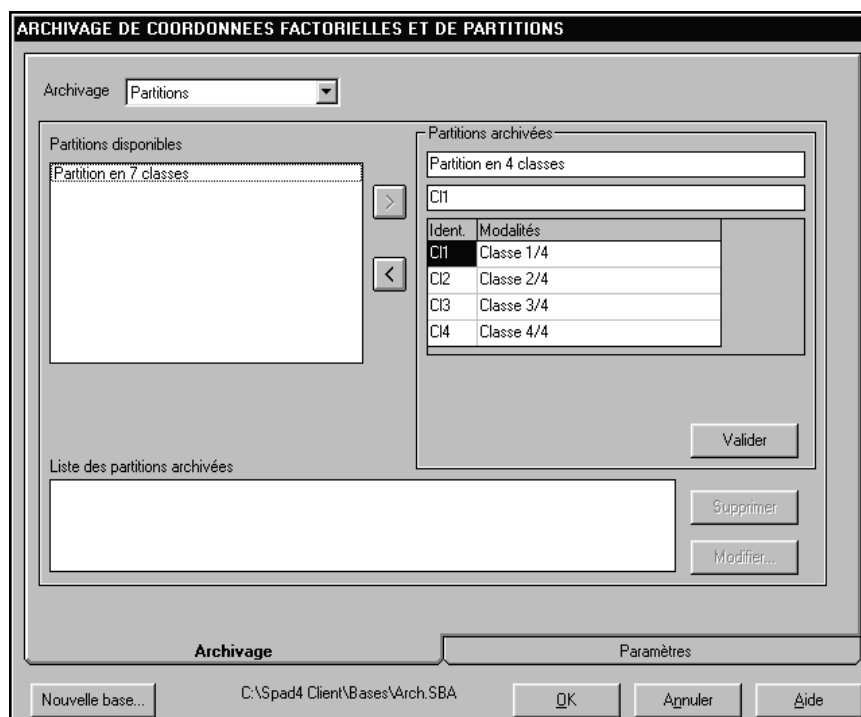 ARCHIVAGE DE COORDONNEES FACTORIELLES ET DE PARTITIONS
Archivage Partitions
Partitions disponibles
Partition en 7 classes
>
<
Partitions archivées
Partition en 4 classes
Cl1
Ident. Modalités
Cl1 Classe 1/4
Cl2 Classe 2/4
Cl3 Classe 3/4
Cl4 Classe 4/4
Valider
Liste des partitions archivées
Supprimer
Modifier...
Archivage Paramètres
Nouvelle base... C:\Spad4 Client\Bases\Arch.SBA OK Annuler Aide